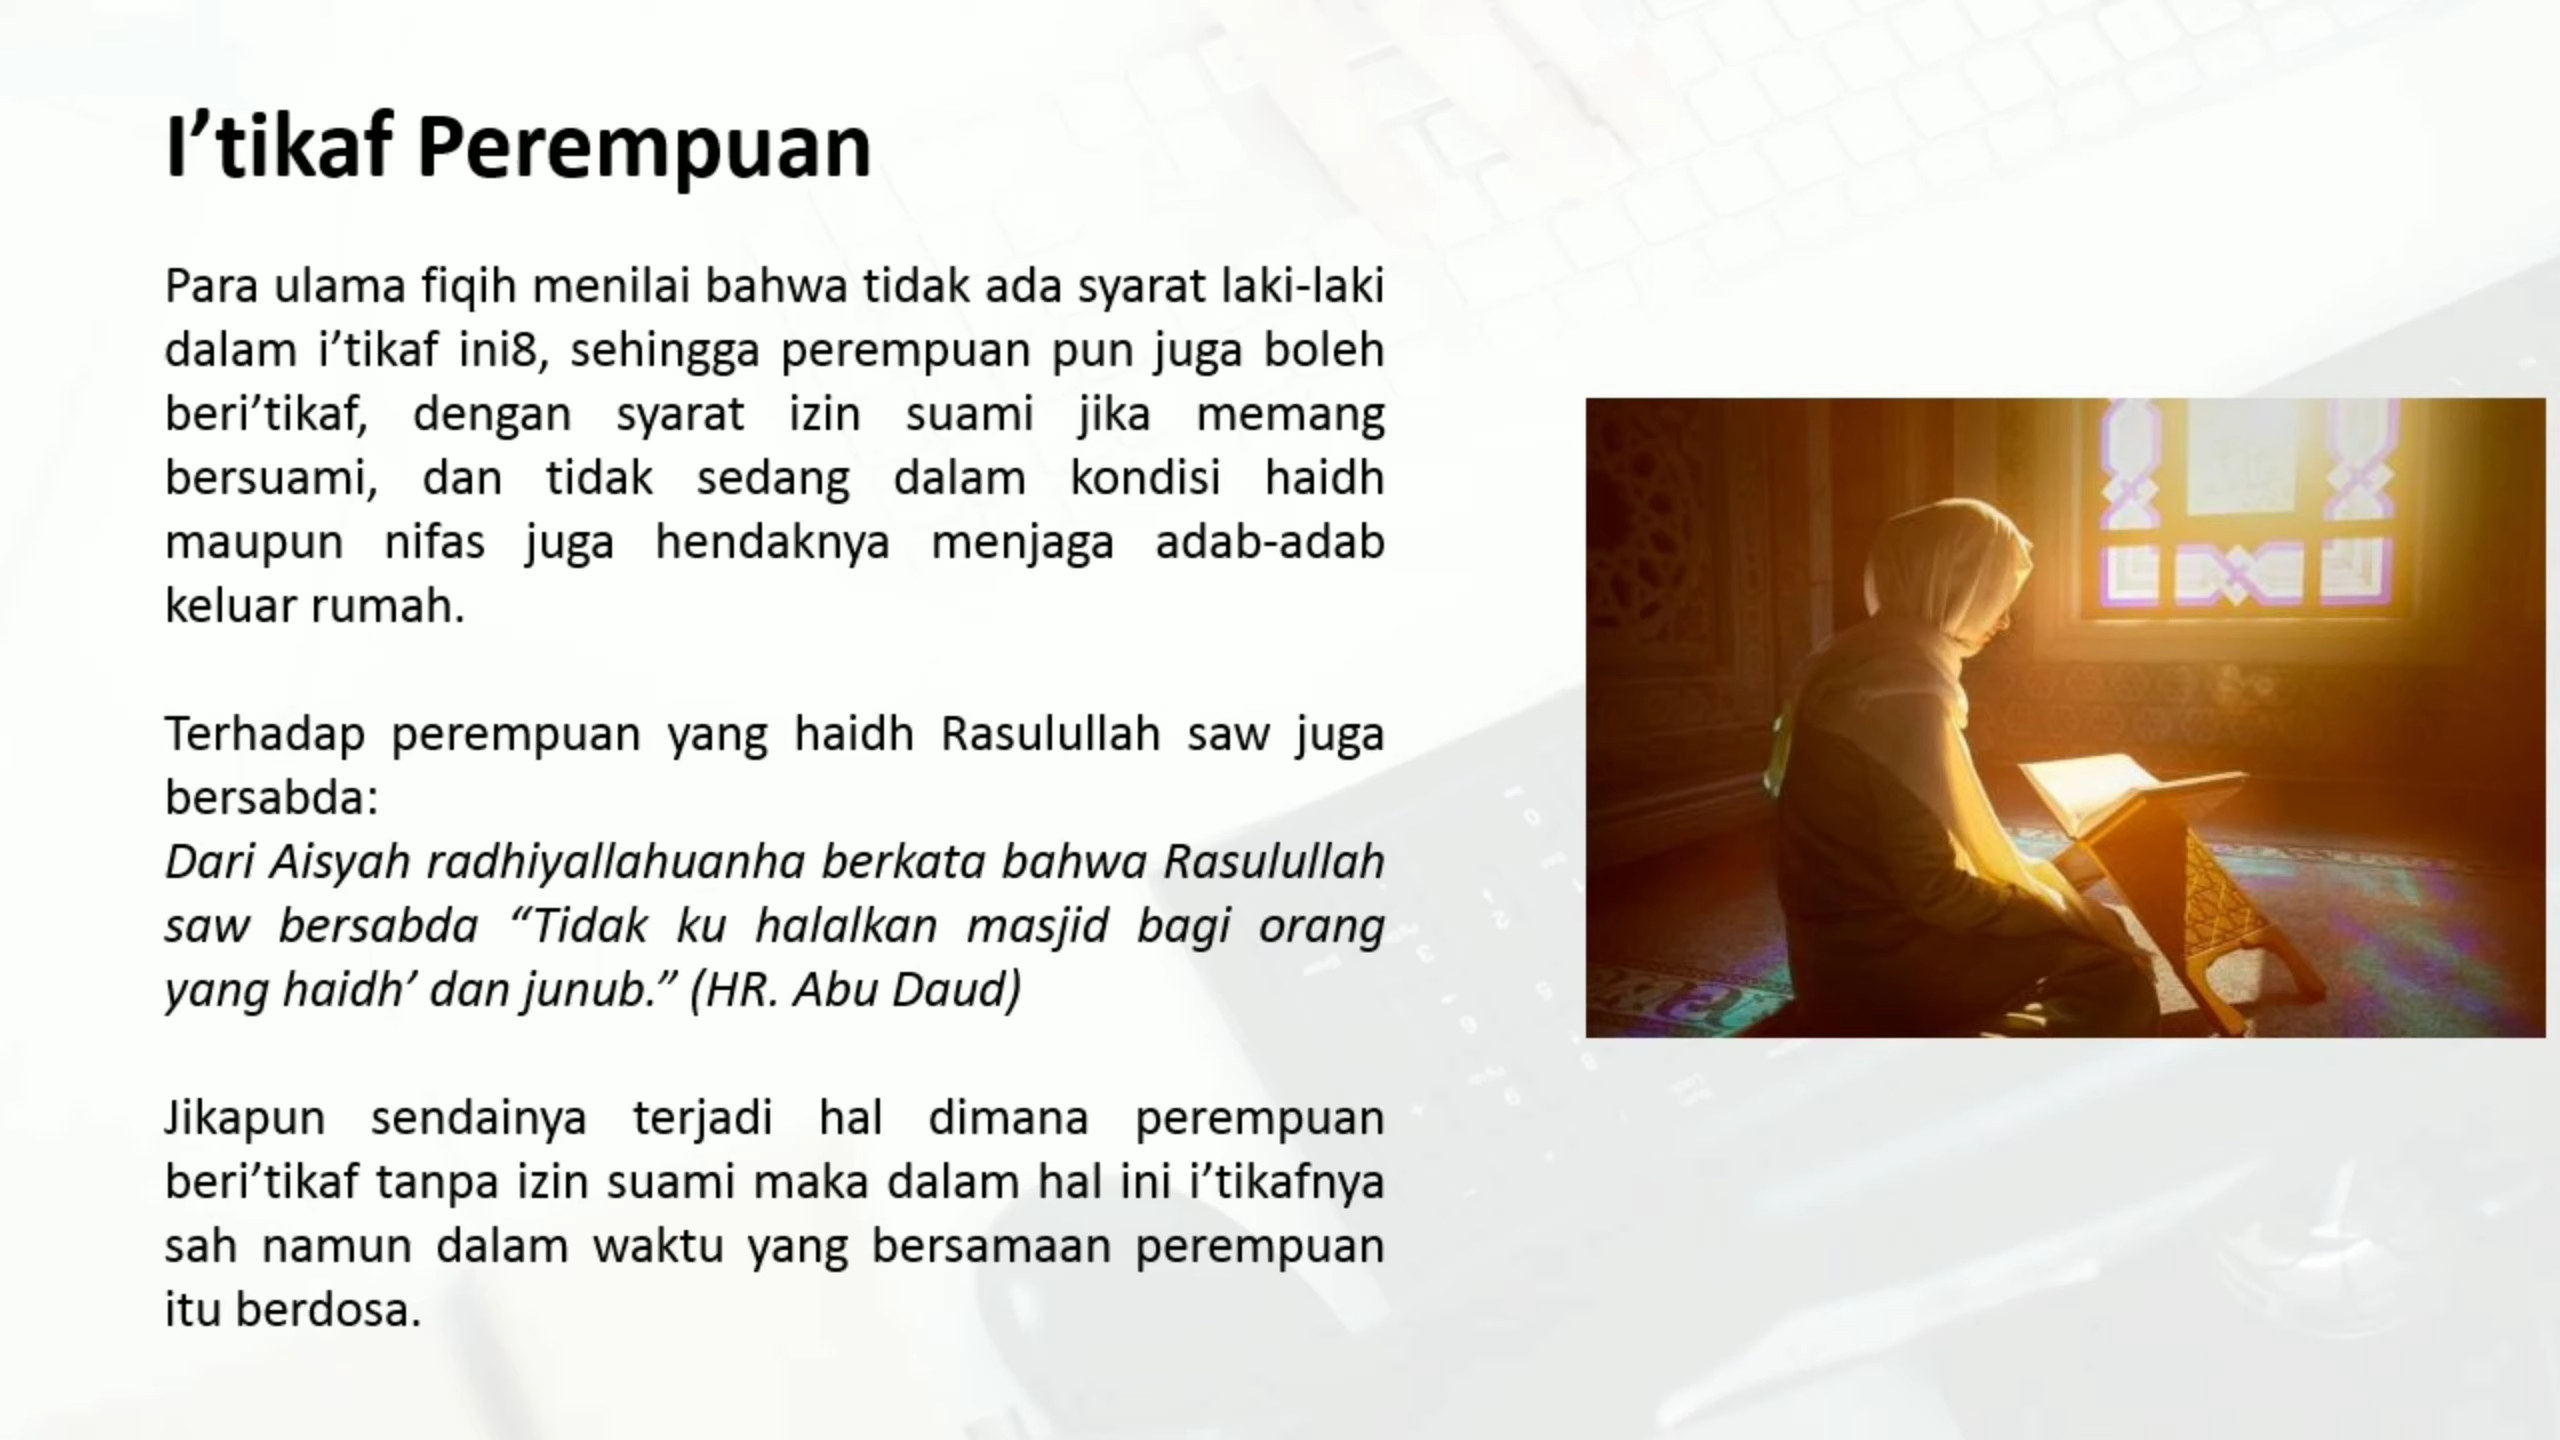 I’tikaf Perempuan
Para ulama fiqih menilai bahwa tidak ada syarat laki-laki
dalam i’tikaf ini8, sehingga perempuan pun juga boleh
beri’tikaf, dengan syarat izin suami jika memang
bersuami, dan tidak sedang dalam kondisi haidh
maupun nifas juga hendaknya menjaga adab-adab
keluar rumah.
Terhadap perempuan yang haidh Rasulullah saw juga
bersabda:
Dari Aisyah radhiyallahuanha berkata bahwa Rasulullah
saw bersabda “Tidak ku halalkan masjid bagi orang
yang haidh’ dan junub.” (HR. Abu Daud)
Jikapun sendainya terjadi hal dimana perempuan
beri’tikaf tanpa izin suami maka dalam hal ini i’tikafnya
sah namun dalam waktu yang bersamaan perempuan
itu berdosa.